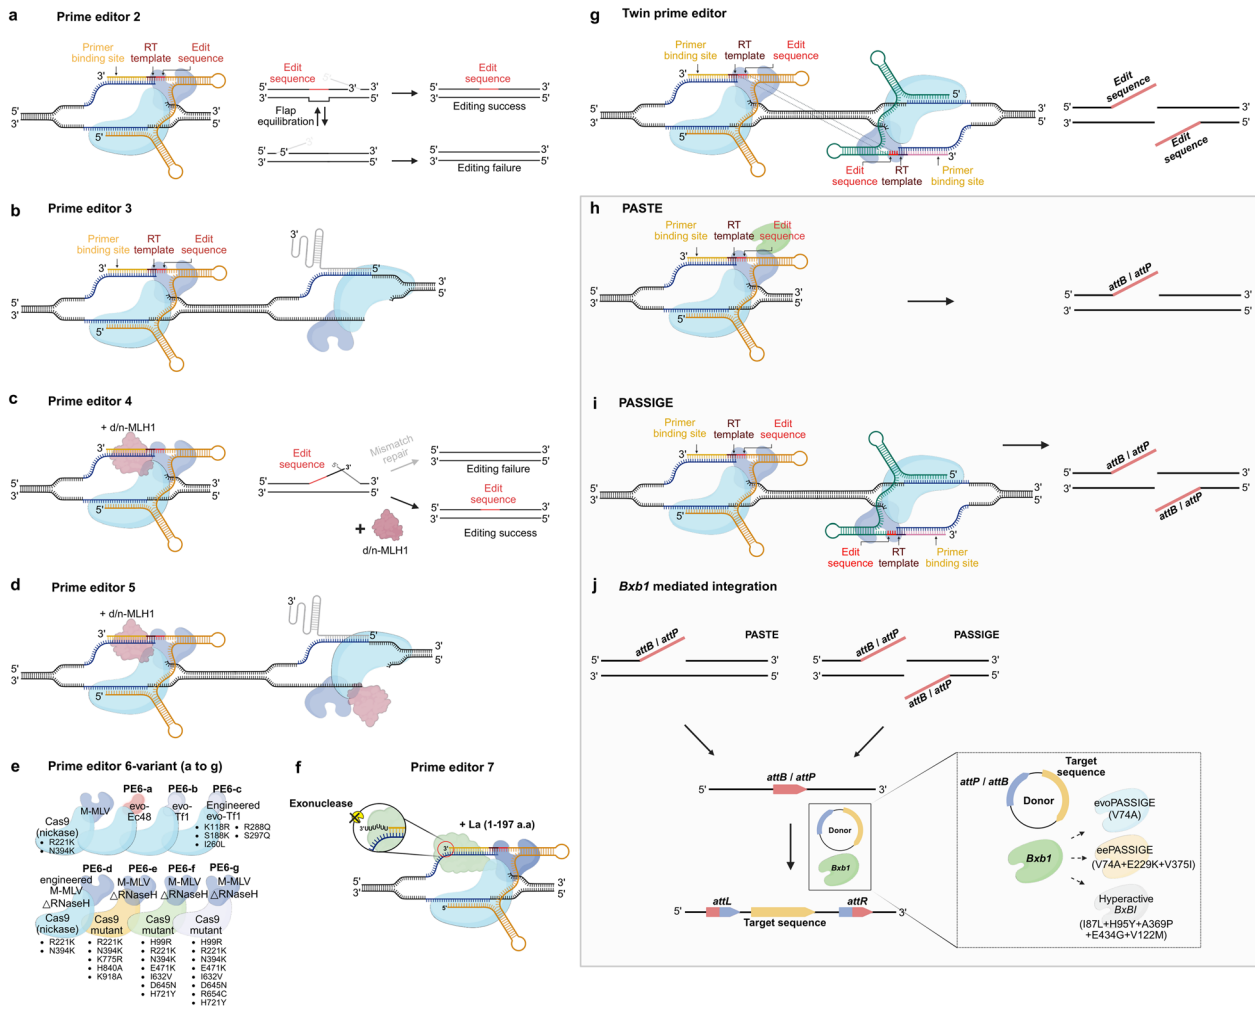 a
Prime editor 2
Primer
binding site
RT
template
Edit
sequence
3'
5'
3'
5'
Edit
sequence
3'
3'
5'
3'
5'
Flap
equilibration
5'
3'
5'
3'
5'
Edit
sequence
5'
3'
3'
5'
Editing success
5'
3'
3'
5'
Editing failure
b
Prime editor 3
Primer
binding site
RT
template
Edit
sequence
3'
5'
3'
5'
3'
5'
3'
5'
c
Prime editor 4
+ d/n-MLH1
3'
5'
3'
3'
5'
5'
Edit
sequence
5'
3'
5'
3'
3'
5'
Mismatch
repair
5'
3'
3'
5'
Editing failure
Edit
sequence
5'
3'
3'
5'
Editing success
+
d/n-MLH1
d
Prime editor 5
+ d/n-MLH1
3'
5'
3'
5'
3'
5'
3'
5'
e
Prime editor 6-variant (a to g)
PE6-a
PE6-b
PE6-c
M-MLV
evo-
Ec48
evo-
Tf1
Engineered
evo-Tf1
Cas9
(nickase)
• R221K
• N394K
• K118R
• S188K
• I260L
• R288Q
• S297Q
PE6-d
PE6-e
PE6-f
PE6-g
engineered
M-MLV
△RNaseH
M-MLV
△RNaseH
M-MLV
△RNaseH
M-MLV
△RNaseH
Cas9
(nickase)
Cas9
mutant
Cas9
mutant
Cas9
mutant
• R221K
• N394K
• R221K
• N394K
• K775R
• H840A
• K918A
• H99R
• R221K
• N394K
• E471K
• I632V
• D645N
• H721Y
• H99R
• R221K
• N394K
• E471K
• I632V
• D645N
• R654C
• H721Y
f
Prime editor 7
Exonuclease
3'UUUUUU
+ La (1-197 a.a)
3'
5'
3'
3'
5'
5'
g
Twin prime editor
Primer
binding site
RT
template
Edit
sequence
3'
5'
3'
5'
3'
5'
3'
Edit
sequence
RT
template
Primer
binding site
Edit
sequence
5'
3'
3'
5'
Edit
sequence
h
PASTE
Primer
binding site
RT
template
Edit
sequence
3'
5'
3'
3'
5'
5'
attB / attP
5'
3'
3'
5'
i
PASSIGE
Primer
binding site
RT
template
Edit
sequence
3'
5'
3'
5'
3'
5'
3'
Edit
sequence
RT
template
Primer
binding site
attB / attP
5'
3'
3'
5'
attB / attP
j
Bxb1 mediated integration
attB / attP
PASTE
5'
3'
3'
5'
attB / attP
PASSIGE
5'
3'
3'
5'
attB / attP
attB / attP
5'
3'
Donor
Bxb1
attL
attR
5'
3'
Target sequence
attP / attB
Target
sequence
Donor
Bxb1
evoPASSIGE
(V74A)
eePASSIGE
(V74A+E229K+V375I)
Hyperactive
BxBI
(I87L+H95Y+A369P
+E434G+V122M)